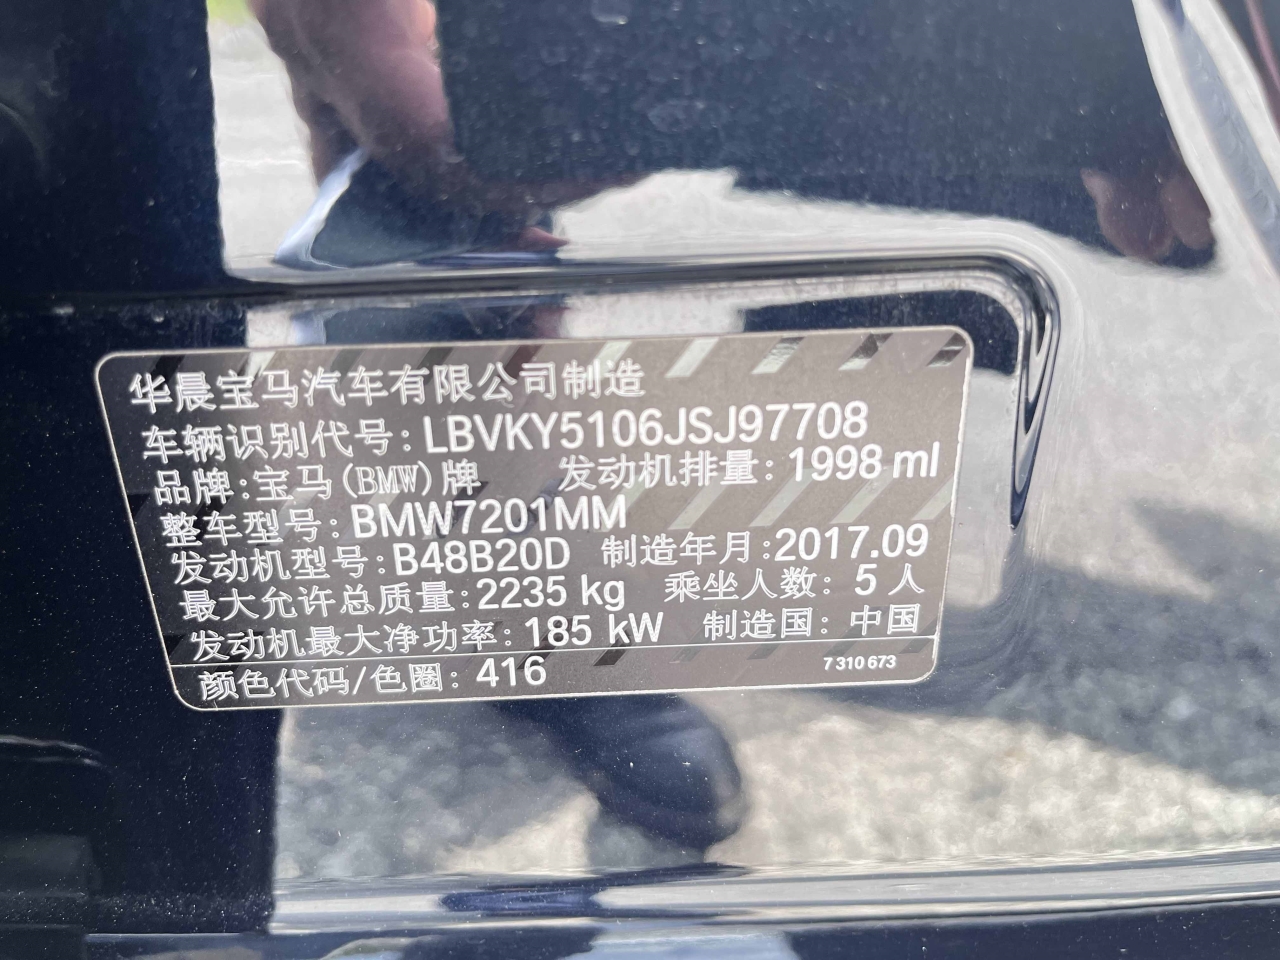 华晨宝马汽车有限公司制造
车辆识别代号: LBVKY5106JSJ97708
品牌:宝马(BMW)牌 发动机排量: 1998 ml
整车型号: BMW7201MM
发动机型号: B48B20D 制造年月:2017.09
最大允许总质量:2235 kg 乘坐人数: 5人
发动机最大净功率: 185 kW 制造国: 中国
颜色代码/色圈: 416 7 310 673